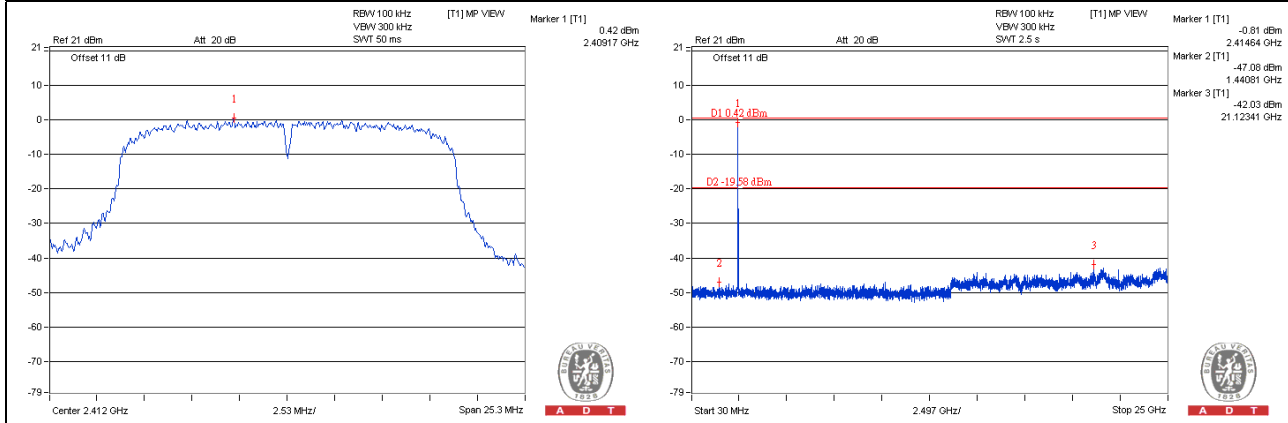 RBW 100 kHz [T1] MP VIEW
VBW 300 kHz
Ref 21 dBm Att 20 dB SWT 50 ms
Marker 1 [T1]
0.42 dBm
2.40917 GHz
21
Offset 11 dB
10
1
0
-10
-20
-30
-40
-50
-60
-70
-79
Center 2.412 GHz 2.53 MHz/ Span 25.3 MHz
BUREAU VERITAS
1828
A D T
RBW 100 kHz [T1] MP VIEW
VBW 300 kHz
Ref 21 dBm Att 20 dB SWT 2.5 s
Marker 1 [T1]
-0.81 dBm
2.41464 GHz
Marker 2 [T1]
-47.08 dBm
1.44081 GHz
Marker 3 [T1]
-42.03 dBm
21.12341 GHz
21
Offset 11 dB
10
1
D1 0.42 dBm
0
-10
D2 -19.58 dBm
-20
-30
3
2
-40
-50
-60
-70
-79
Start 30 MHz 2.497 GHz/ Stop 25 GHz
BUREAU VERITAS
1828
A D T